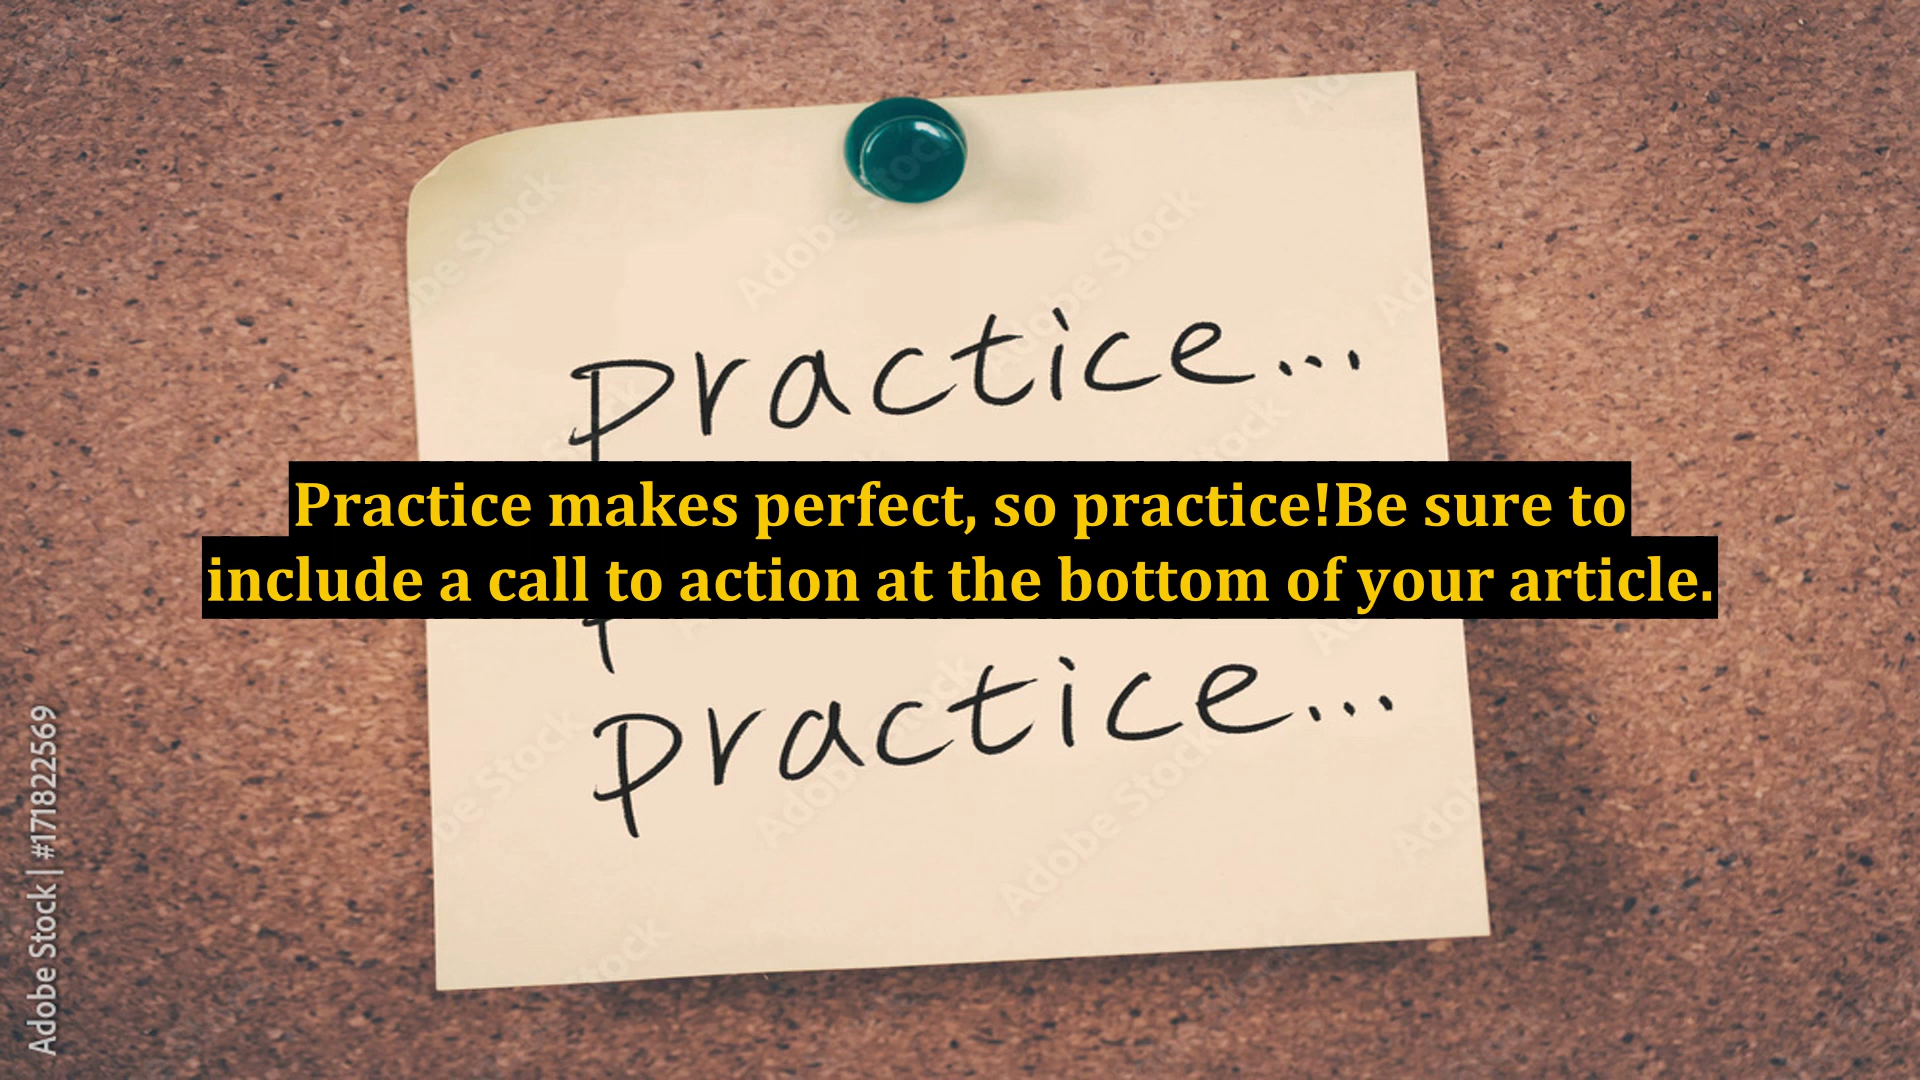 practice...
Practice makes perfect, so practice!Be sure to
include a call to action at the bottom of your article.
practice...
Adobe Stock | #171822569